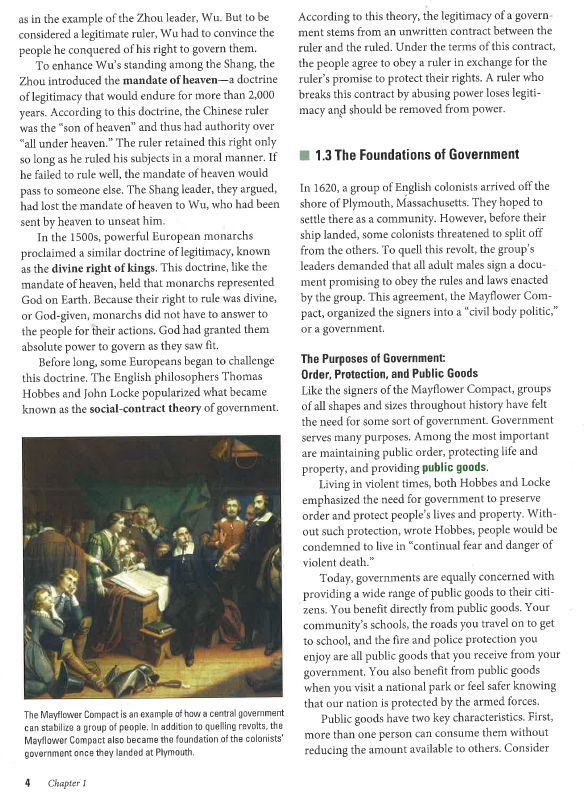 as in the example of the Zhou leader, Wu. But to be
considered a legitimate ruler, Wu had to convince the
people he conquered of his right to govern them.
To enhance Wu's standing among the Shang, the
Zhou introduced the mandate of heaven—a doctrine
of legitimacy that would endure for more than 2,000
years. According to this doctrine, the Chinese ruler
was the “son of heaven” and thus had authority over
“all under heaven.” The ruler retained this right only
so long as he ruled his subjects in a moral manner. If
he failed to rule well, the mandate of heaven would
pass to someone else. The Shang leader, they argued,
had lost the mandate of heaven to Wu, who had been
sent by heaven to unseat him.
In the 1500s, powerful European monarchs
proclaimed a similar doctrine of legitimacy, known
as the divine right of kings. This doctrine, like the
mandate of heaven, held that monarchs represented
God on Earth. Because their right to rule was divine,
or God-given, monarchs did not have to answer to
the people for their actions. God had granted them
absolute power to govern as they saw fit.
Before long, some Europeans began to challenge
this doctrine. The English philosophers Thomas
Hobbes and John Locke popularized what became
known as the social-contract theory of government.
The Mayflower Compact is an example of how a central government
can stabilize a group of people. In addition to quelling revolts, the
Mayflower Compact also became the foundation of the colonists'
government once they landed at Plymouth.
4 Chapter 1
According to this theory, the legitimacy of a govern-
ment stems from an unwritten contract between the
ruler and the ruled. Under the terms of this contract,
the people agree to obey a ruler in exchange for the
ruler's promise to protect their rights. A ruler who
breaks this contract by abusing power loses legiti-
macy and should be removed from power.
1.3 The Foundations of Government
In 1620, a group of English colonists arrived off the
shore of Plymouth, Massachusetts. They hoped to
settle there as a community. However, before their
ship landed, some colonists threatened to split off
from the others. To quell this revolt, the group's
leaders demanded that all adult males sign a docu-
ment promising to obey the rules and laws enacted
by the group. This agreement, the Mayflower Com-
pact, organized the signers into a “civil body politic,”
or a government.
The Purposes of Government:
Order, Protection, and Public Goods
Like the signers of the Mayflower Compact, groups
of all shapes and sizes throughout history have felt
the need for some sort of government. Government
serves many purposes. Among the most important
are maintaining public order, protecting life and
property, and providing public goods.
Living in violent times, both Hobbes and Locke
emphasized the need for government to preserve
order and protect people's lives and property. With-
out such protection, wrote Hobbes, people would be
condemned to live in “continual fear and danger of
violent death.”
Today, governments are equally concerned with
providing a wide range of public goods to their citi-
zens. You benefit directly from public goods. Your
community's schools, the roads you travel on to get
to school, and the fire and police protection you
enjoy are all public goods that you receive from your
government. You also benefit from public goods
when you visit a national park or feel safer knowing
that our nation is protected by the armed forces.
Public goods have two key characteristics. First,
more than one person can consume them without
reducing the amount available to others. Consider